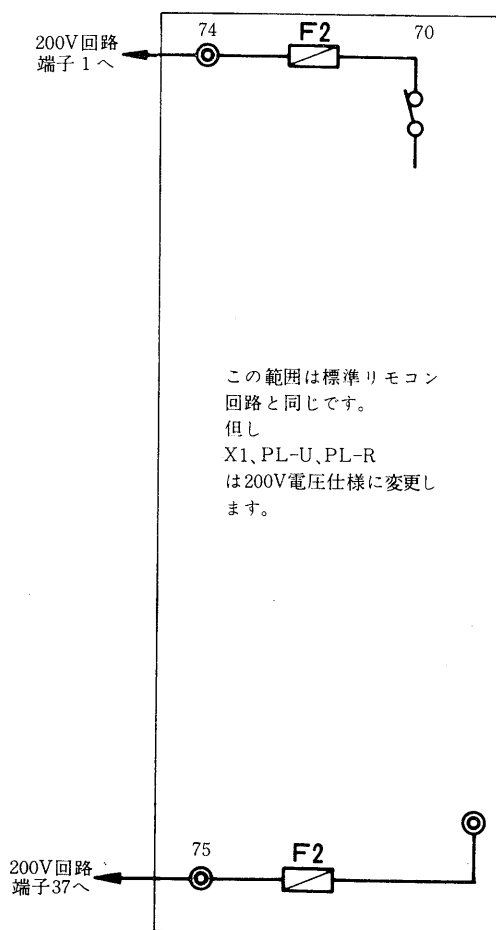 74
F2
70
200V回路
端子1へ
この範囲は標準リモコン
回路と同じです。
但し
X1、PL-U、PL-R
は200V電圧仕様に変更し
ます。
75
F2
200V回路
端子37へ